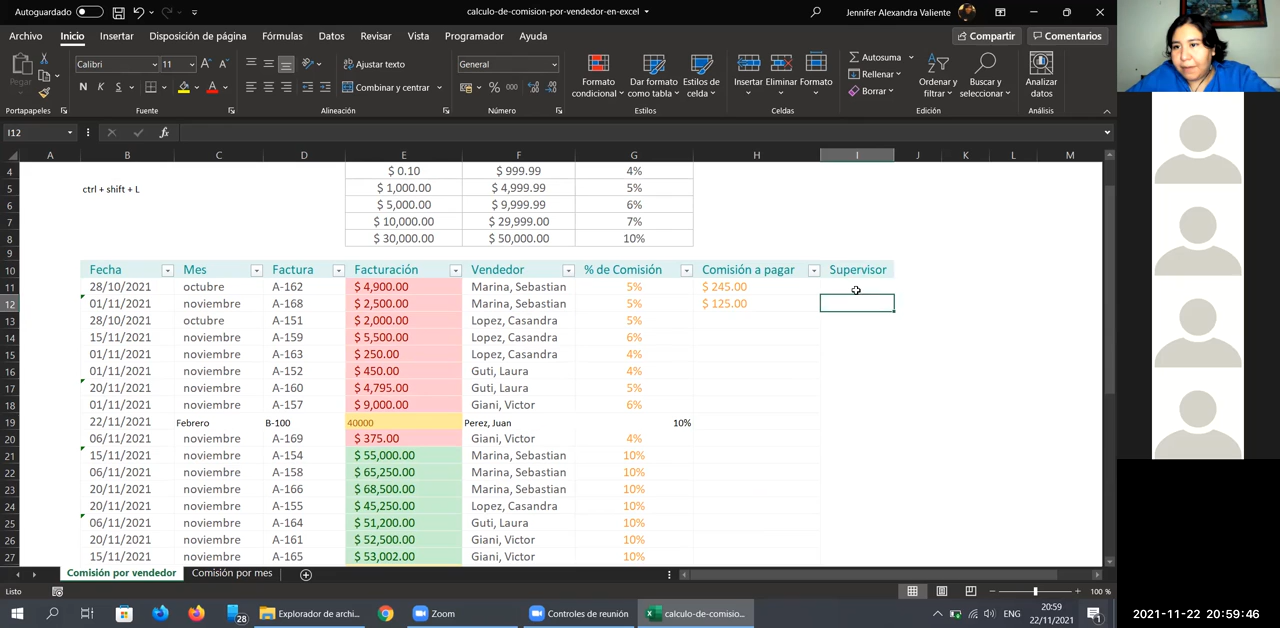 Autoguardado
calculo-de-comision-por-vendedor-en-excel
Jennifer Alexandra Valiente
Archivo Inicio Insertar Disposición de página Fórmulas Datos Revisar Vista Programador Ayuda
Compartir Comentarios
Pegar
Calibri 11
Ajustar texto
General
Autosuma
N K S
Combinar y centrar
% 000
Formato condicional
Dar formato como tabla
Estilos de celda
Insertar Eliminar Formato
Rellenar
Borrar
Ordenar y filtrar
Buscar y seleccionar
Analizar datos
Portapapeles Fuente Alineación Número Estilos Celdas Edición Análisis
I12 fx
A B C D E F G H I J K L M
4 $ 0.10 $ 999.99 4%
5 ctrl + shift + L $ 1,000.00 $ 4,999.99 5%
6 $ 5,000.00 $ 9,999.99 6%
7 $ 10,000.00 $ 29,999.00 7%
8 $ 30,000.00 $ 50,000.00 10%
9
10 Fecha Mes Factura Facturación Vendedor % de Comisión Comisión a pagar Supervisor
11 28/10/2021 octubre A-162 $ 4,900.00 Marina, Sebastian 5% $ 245.00
12 01/11/2021 noviembre A-168 $ 2,500.00 Marina, Sebastian 5% $ 125.00
13 28/10/2021 octubre A-151 $ 2,000.00 Lopez, Casandra 5%
14 15/11/2021 noviembre A-159 $ 5,500.00 Lopez, Casandra 6%
15 01/11/2021 noviembre A-163 $ 250.00 Lopez, Casandra 4%
16 01/11/2021 noviembre A-152 $ 450.00 Guti, Laura 4%
17 20/11/2021 noviembre A-160 $ 4,795.00 Guti, Laura 5%
18 01/11/2021 noviembre A-157 $ 9,000.00 Giani, Victor 6%
19 22/11/2021 Febrero B-100 40000 Perez, Juan 10%
20 06/11/2021 noviembre A-169 $ 375.00 Giani, Victor 4%
21 15/11/2021 noviembre A-154 $ 55,000.00 Marina, Sebastian 10%
22 06/11/2021 noviembre A-158 $ 65,250.00 Marina, Sebastian 10%
23 20/11/2021 noviembre A-166 $ 68,500.00 Marina, Sebastian 10%
24 20/11/2021 noviembre A-155 $ 45,250.00 Lopez, Casandra 10%
25 06/11/2021 noviembre A-164 $ 51,200.00 Guti, Laura 10%
26 20/11/2021 noviembre A-161 $ 52,500.00 Giani, Victor 10%
27 15/11/2021 noviembre A-165 $ 53,002.00 Giani, Victor 10%
Comisión por vendedor Comisión por mes
Listo 100 %
28 Explorador de archi... Zoom Controles de reunión calculo-de-comisio...
ENG
20:59
22/11/2021
1
2021-11-22 20:59:46